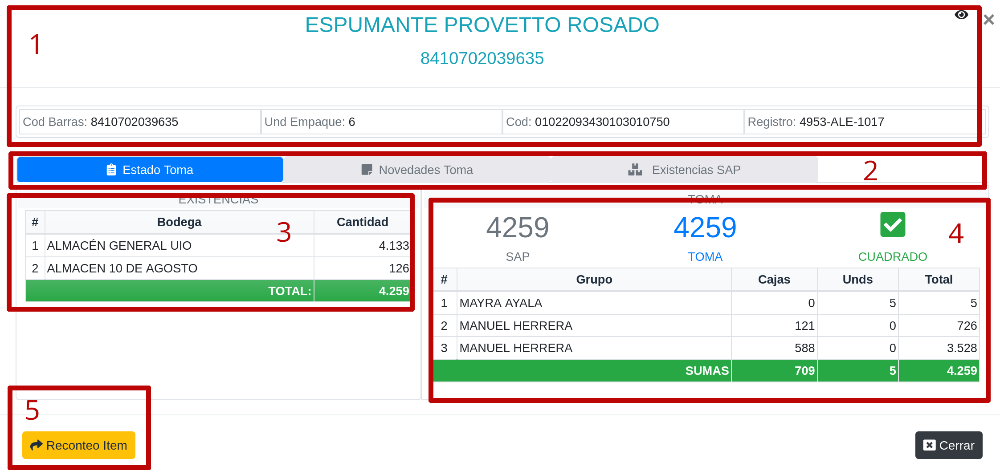 ESPUMANTE PROVETTO ROSADO
1
8410702039635
Cod Barras: 8410702039635 Und Empaque: 6 Cod: 01022093430103010750 Registro: 4953-ALE-1017
Estado Toma Novedades Toma Existencias SAP 2
EXISTENCIAS
# Bodega Cantidad
3
1 ALMACÉN GENERAL UIO 4.133
2 ALMACEN 10 DE AGOSTO 126
TOTAL: 4.259
TOMA
4259 4259 4
SAP TOMA CUADRADO
# Grupo Cajas Unds Total
1 MAYRA AYALA 0 5 5
2 MANUEL HERRERA 121 0 726
3 MANUEL HERRERA 588 0 3.528
SUMAS 709 5 4.259
5
Reconteo Item Cerrar